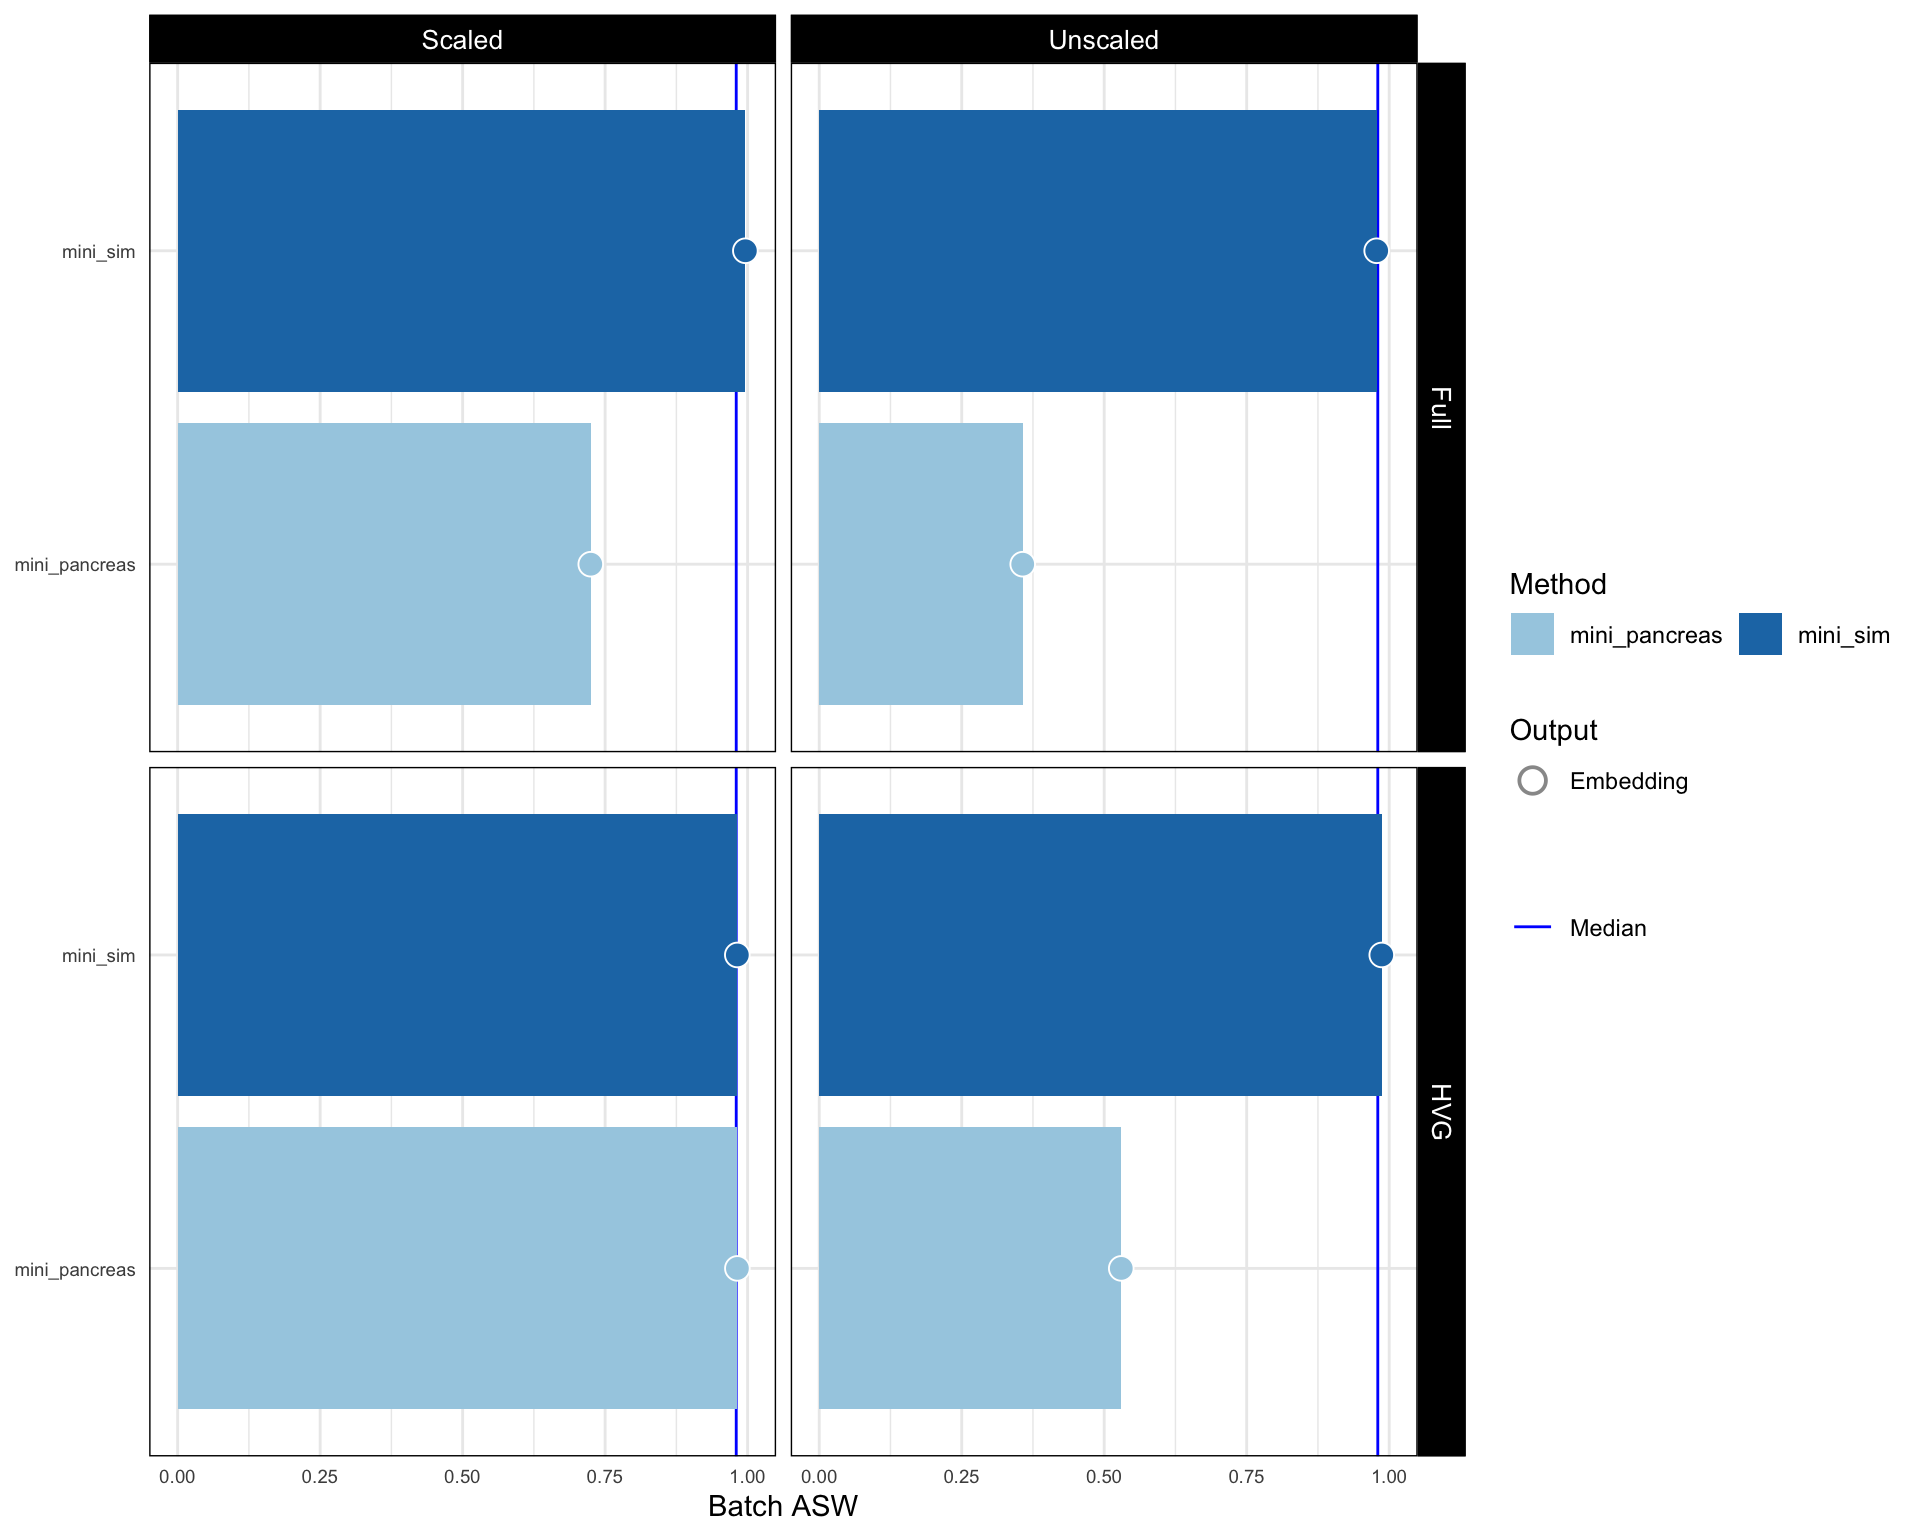 Scaled
Unscaled
mini_sim
mini_pancreas
Full
mini_sim
mini_pancreas
HVG
0.00 0.25 0.50 0.75 1.00
0.00 0.25 0.50 0.75 1.00
Batch ASW
Method
mini_pancreas mini_sim
Output
Embedding
Median